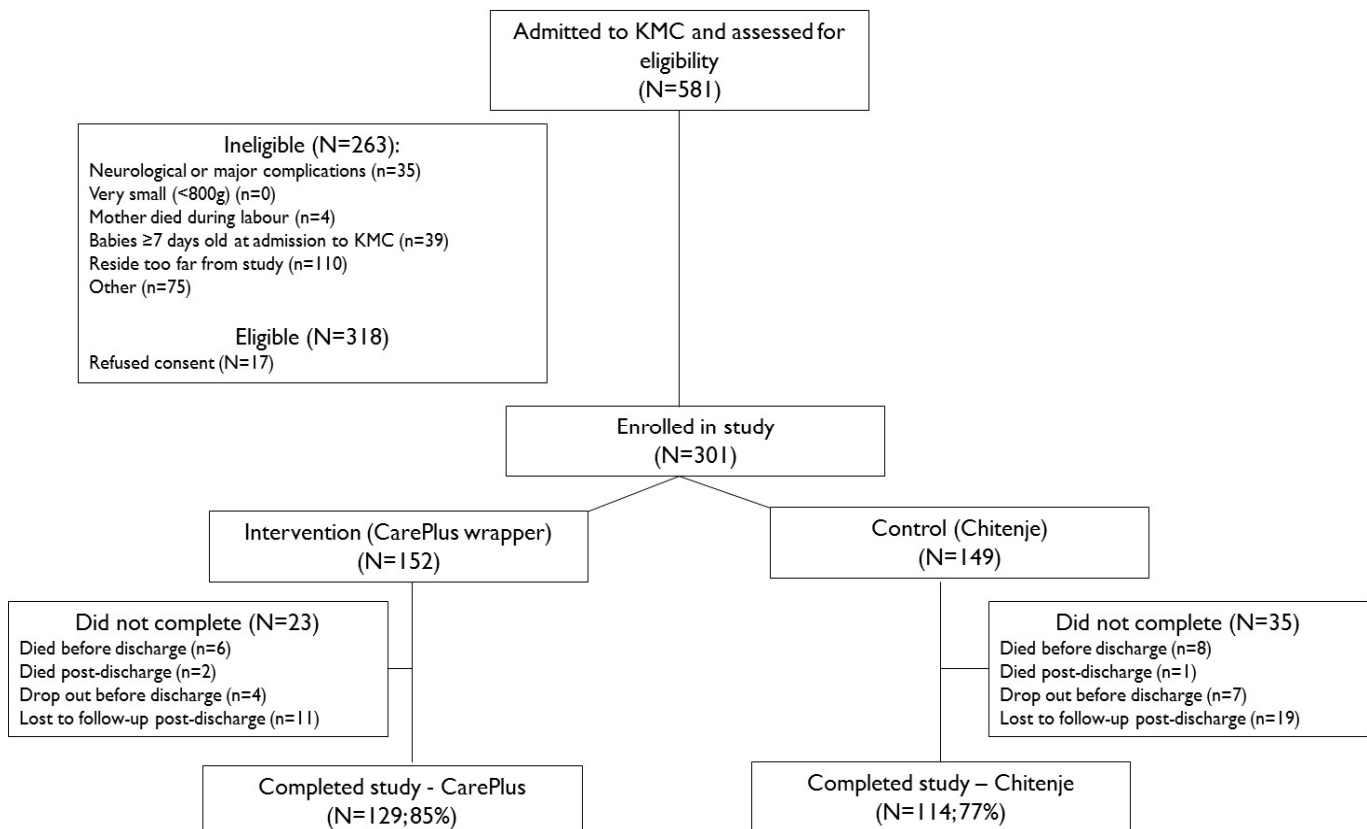 Admitted to KMC and assessed for
eligibility
(N=581)
Ineligible (N=263):
Neurological or major complications (n=35)
Very small (<800g) (n=0)
Mother died during labour (n=4)
Babies ≥7 days old at admission to KMC (n=39)
Reside too far from study (n=110)
Other (n=75)
Eligible (N=318)
Refused consent (N=17)
Enrolled in study
(N=301)
Intervention (CarePlus wrapper)
(N=152)
Control (Chitenje)
(N=149)
Did not complete (N=23)
Died before discharge (n=6)
Died post-discharge (n=2)
Drop out before discharge (n=4)
Lost to follow-up post-discharge (n=11)
Did not complete (N=35)
Died before discharge (n=8)
Died post-discharge (n=1)
Drop out before discharge (n=7)
Lost to follow-up post-discharge (n=19)
Completed study - CarePlus
(N=129;85%)
Completed study – Chitenje
(N=114;77%)